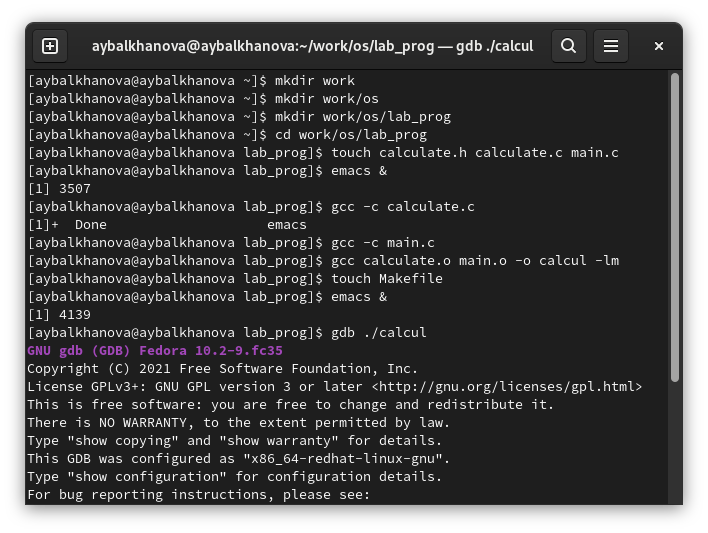 aybalkhanova@aybalkhanova:~/work/os/lab_prog — gdb ./calcul
[aybalkhanova@aybalkhanova ~]$ mkdir work
[aybalkhanova@aybalkhanova ~]$ mkdir work/os
[aybalkhanova@aybalkhanova ~]$ mkdir work/os/lab_prog
[aybalkhanova@aybalkhanova ~]$ cd work/os/lab_prog
[aybalkhanova@aybalkhanova lab_prog]$ touch calculate.h calculate.c main.c
[aybalkhanova@aybalkhanova lab_prog]$ emacs &
[1] 3507
[aybalkhanova@aybalkhanova lab_prog]$ gcc -c calculate.c
[1]+  Done                    emacs
[aybalkhanova@aybalkhanova lab_prog]$ gcc -c main.c
[aybalkhanova@aybalkhanova lab_prog]$ gcc calculate.o main.o -o calcul -lm
[aybalkhanova@aybalkhanova lab_prog]$ touch Makefile
[aybalkhanova@aybalkhanova lab_prog]$ emacs &
[1] 4139
[aybalkhanova@aybalkhanova lab_prog]$ gdb ./calcul
GNU gdb (GDB) Fedora 10.2-9.fc35
Copyright (C) 2021 Free Software Foundation, Inc.
License GPLv3+: GNU GPL version 3 or later <http://gnu.org/licenses/gpl.html>
This is free software: you are free to change and redistribute it.
There is NO WARRANTY, to the extent permitted by law.
Type "show copying" and "show warranty" for details.
This GDB was configured as "x86_64-redhat-linux-gnu".
Type "show configuration" for configuration details.
For bug reporting instructions, please see: